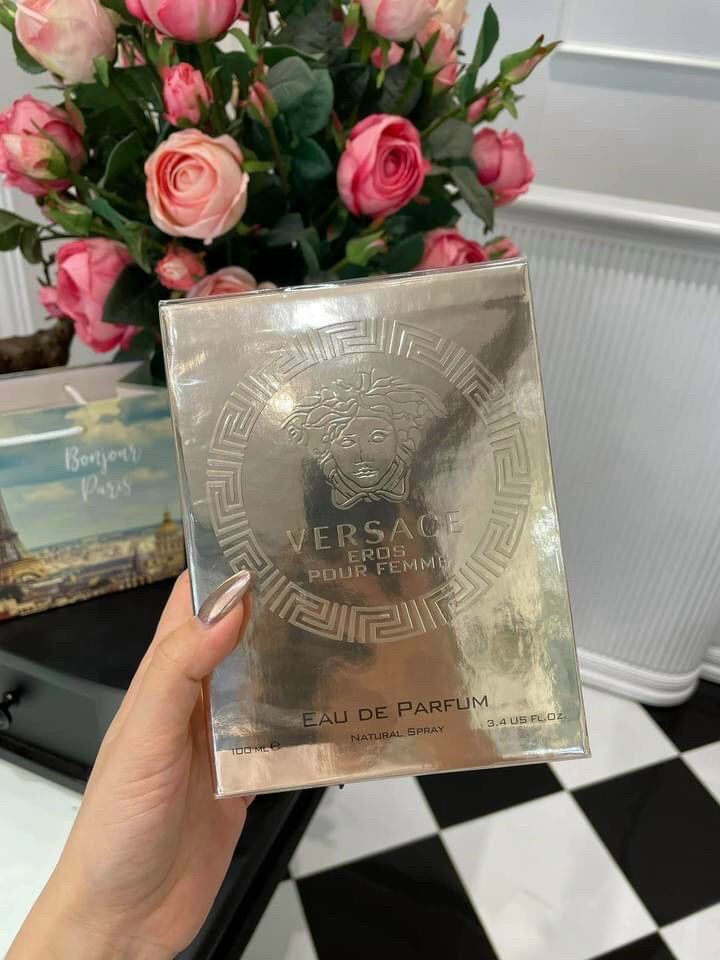 Bonjour
Paris
VERSACE
EROS
POUR FEMME
EAU DE PARFUM
NATURAL SPRAY
100 ML ℮
3.4 US FL.OZ.